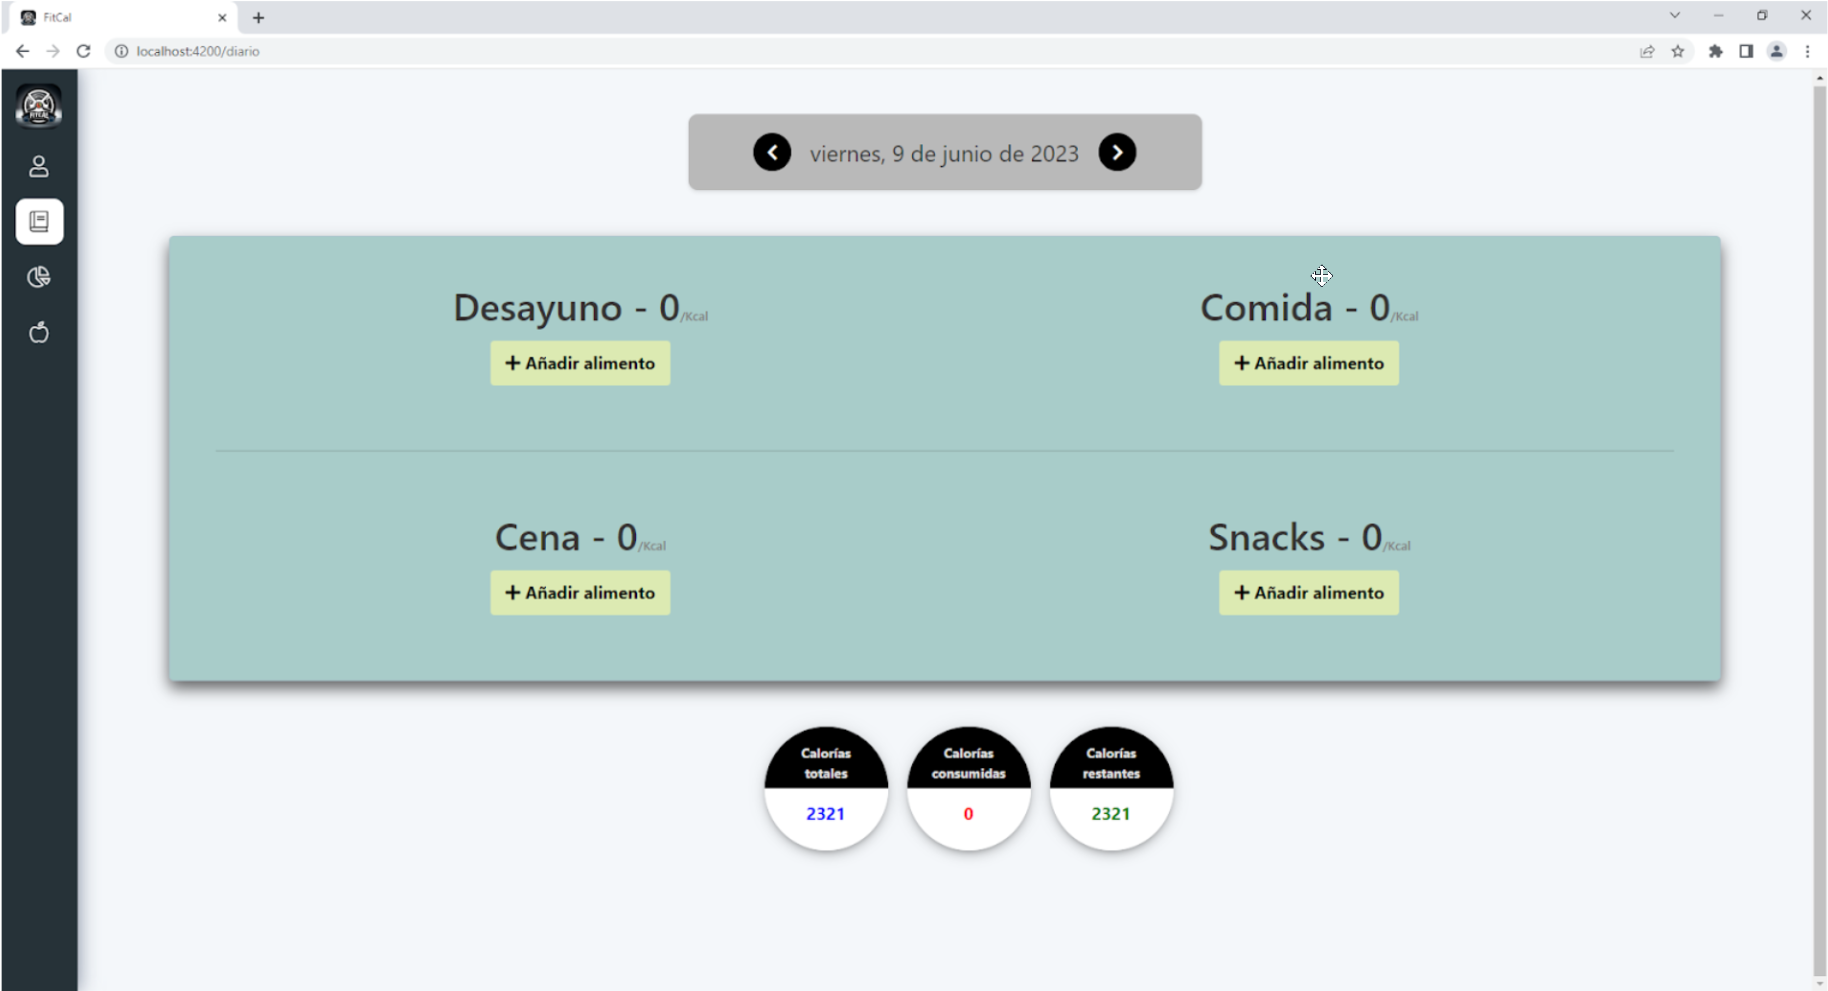 FitCal
localhost:4200/diario
FITCAL
viernes, 9 de junio de 2023
Desayuno - 0/Kcal
Comida - 0/Kcal
+ Añadir alimento
+ Añadir alimento
Cena - 0/Kcal
Snacks - 0/Kcal
+ Añadir alimento
+ Añadir alimento
Calorías
totales
2321
Calorías
consumidas
0
Calorías
restantes
2321